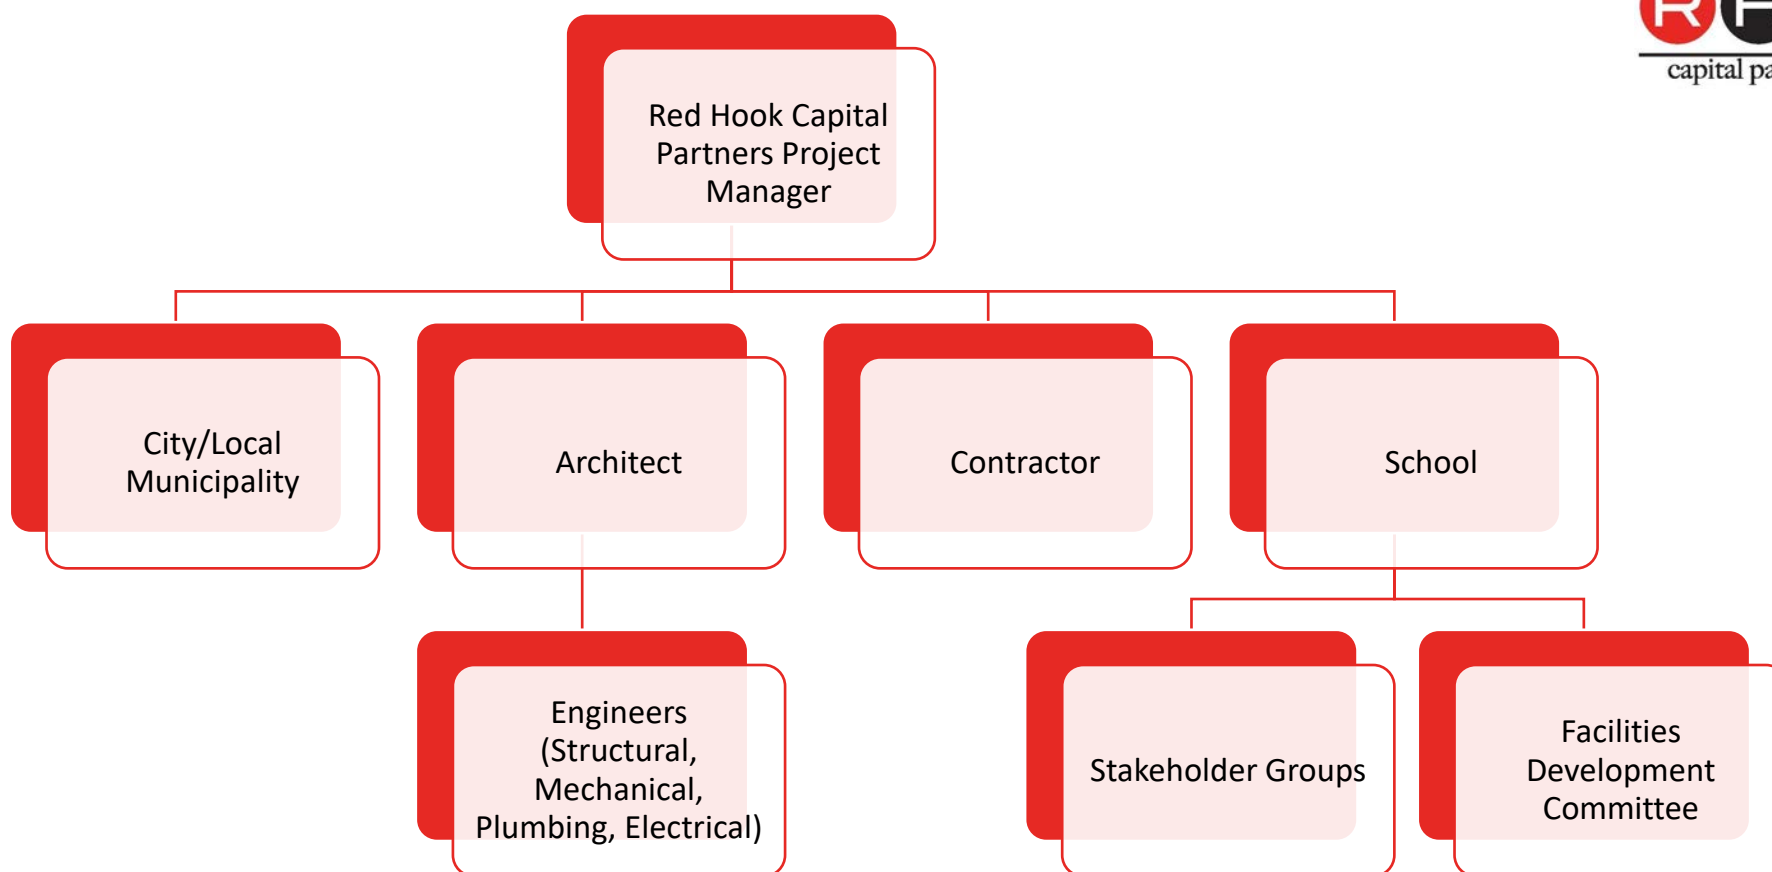 R
capital pa
Red Hook Capital
Partners Project
Manager
City/Local
Municipality
Architect
Contractor
School
Engineers
(Structural,
Mechanical,
Plumbing, Electrical)
Stakeholder Groups
Facilities
Development
Committee